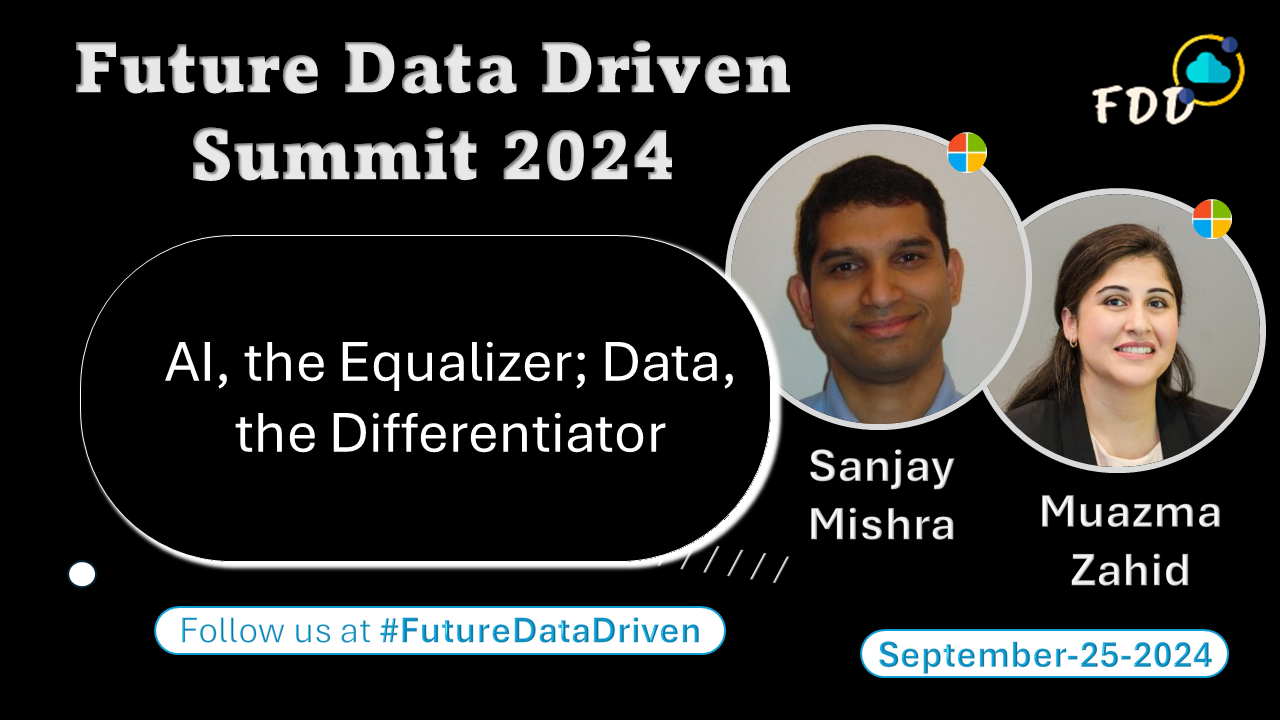 Future Data Driven
Summit 2024
FDD
AI, the Equalizer; Data,
the Differentiator
Sanjay
Mishra
Muazma
Zahid
Follow us at #FutureDataDriven
September-25-2024